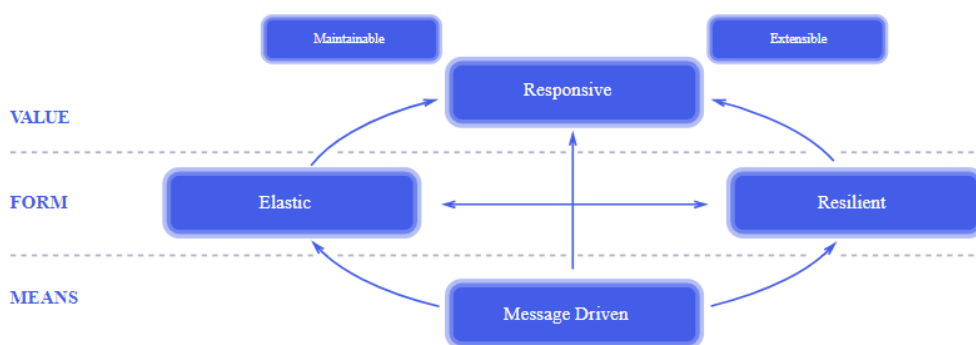 Maintainable
Extensible
Responsive
VALUE
FORM
Elastic
Resilient
MEANS
Message Driven